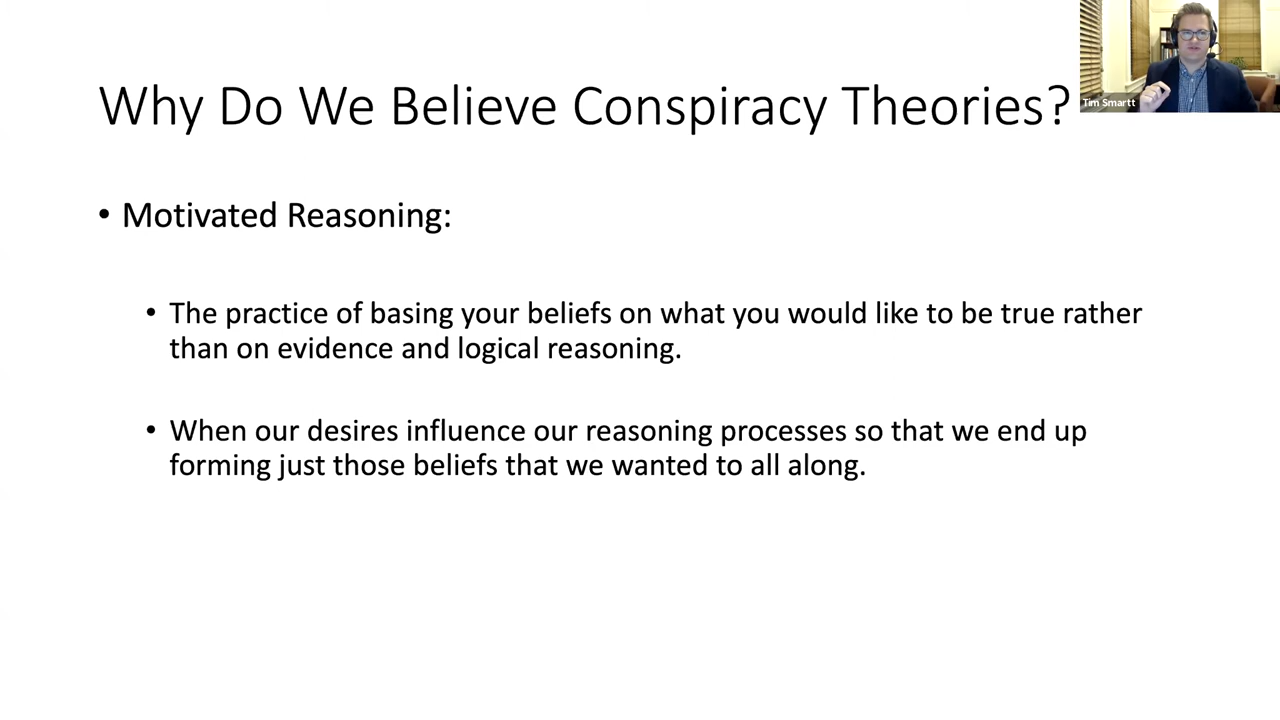 Why Do We Believe Conspiracy Theories?
Tim Smartt
• Motivated Reasoning:
• The practice of basing your beliefs on what you would like to be true rather
than on evidence and logical reasoning.
• When our desires influence our reasoning processes so that we end up
forming just those beliefs that we wanted to all along.